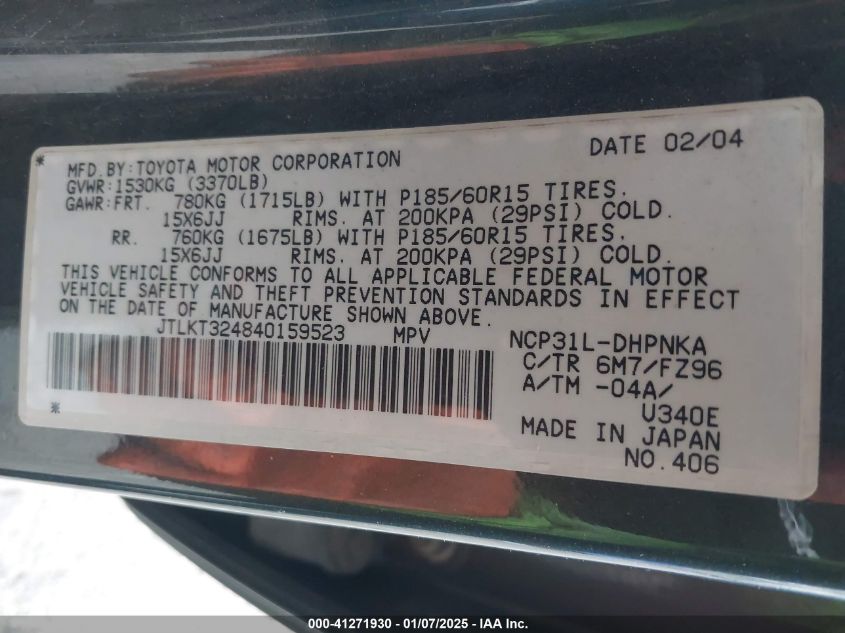 DATE 02/04
MFD.BY:TOYOTA MOTOR CORPORATION
GVWR:1530KG (3370LB)
GAWR:FRT. 780KG (1715LB) WITH P185/60R15 TIRES.
15X6JJ RIMS. AT 200KPA (29PSI) COLD.
RR. 760KG (1675LB) WITH P185/60R15 TIRES.
15X6JJ RIMS. AT 200KPA (29PSI) COLD.
THIS VEHICLE CONFORMS TO ALL APPLICABLE FEDERAL MOTOR
VEHICLE SAFETY AND THEFT PREVENTION STANDARDS IN EFFECT
ON THE DATE OF MANUFACTURE SHOWN ABOVE.
JTLKT324840159523 MPV NCP31L-DHPNKA
C/TR 6M7/FZ96
A/TM -04A/
U340E
MADE IN JAPAN
NO.406
000-41271930 - 01/07/2025 - IAA Inc.